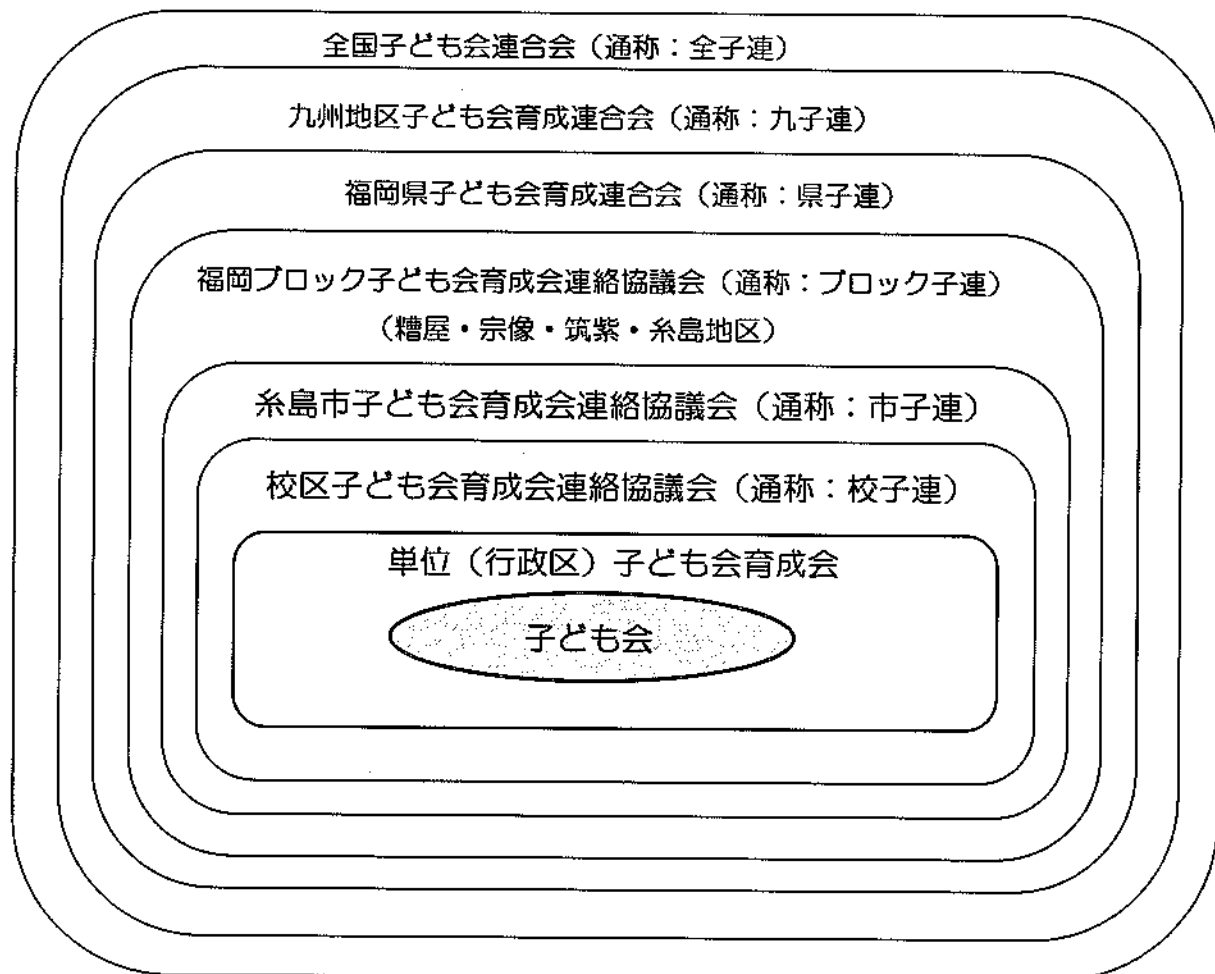 全国子ども会連合会（通称：全子連）
九州地区子ども会育成連合会（通称：九子連）
福岡県子ども会育成連合会（通称：県子連）
福岡ブロック子ども会育成会連絡協議会（通称：ブロック子連）
（糟屋・宗像・筑紫・糸島地区）
糸島市子ども会育成会連絡協議会（通称：市子連）
校区子ども会育成会連絡協議会（通称：校子連）
単位（行政区）子ども会育成会
子ども会